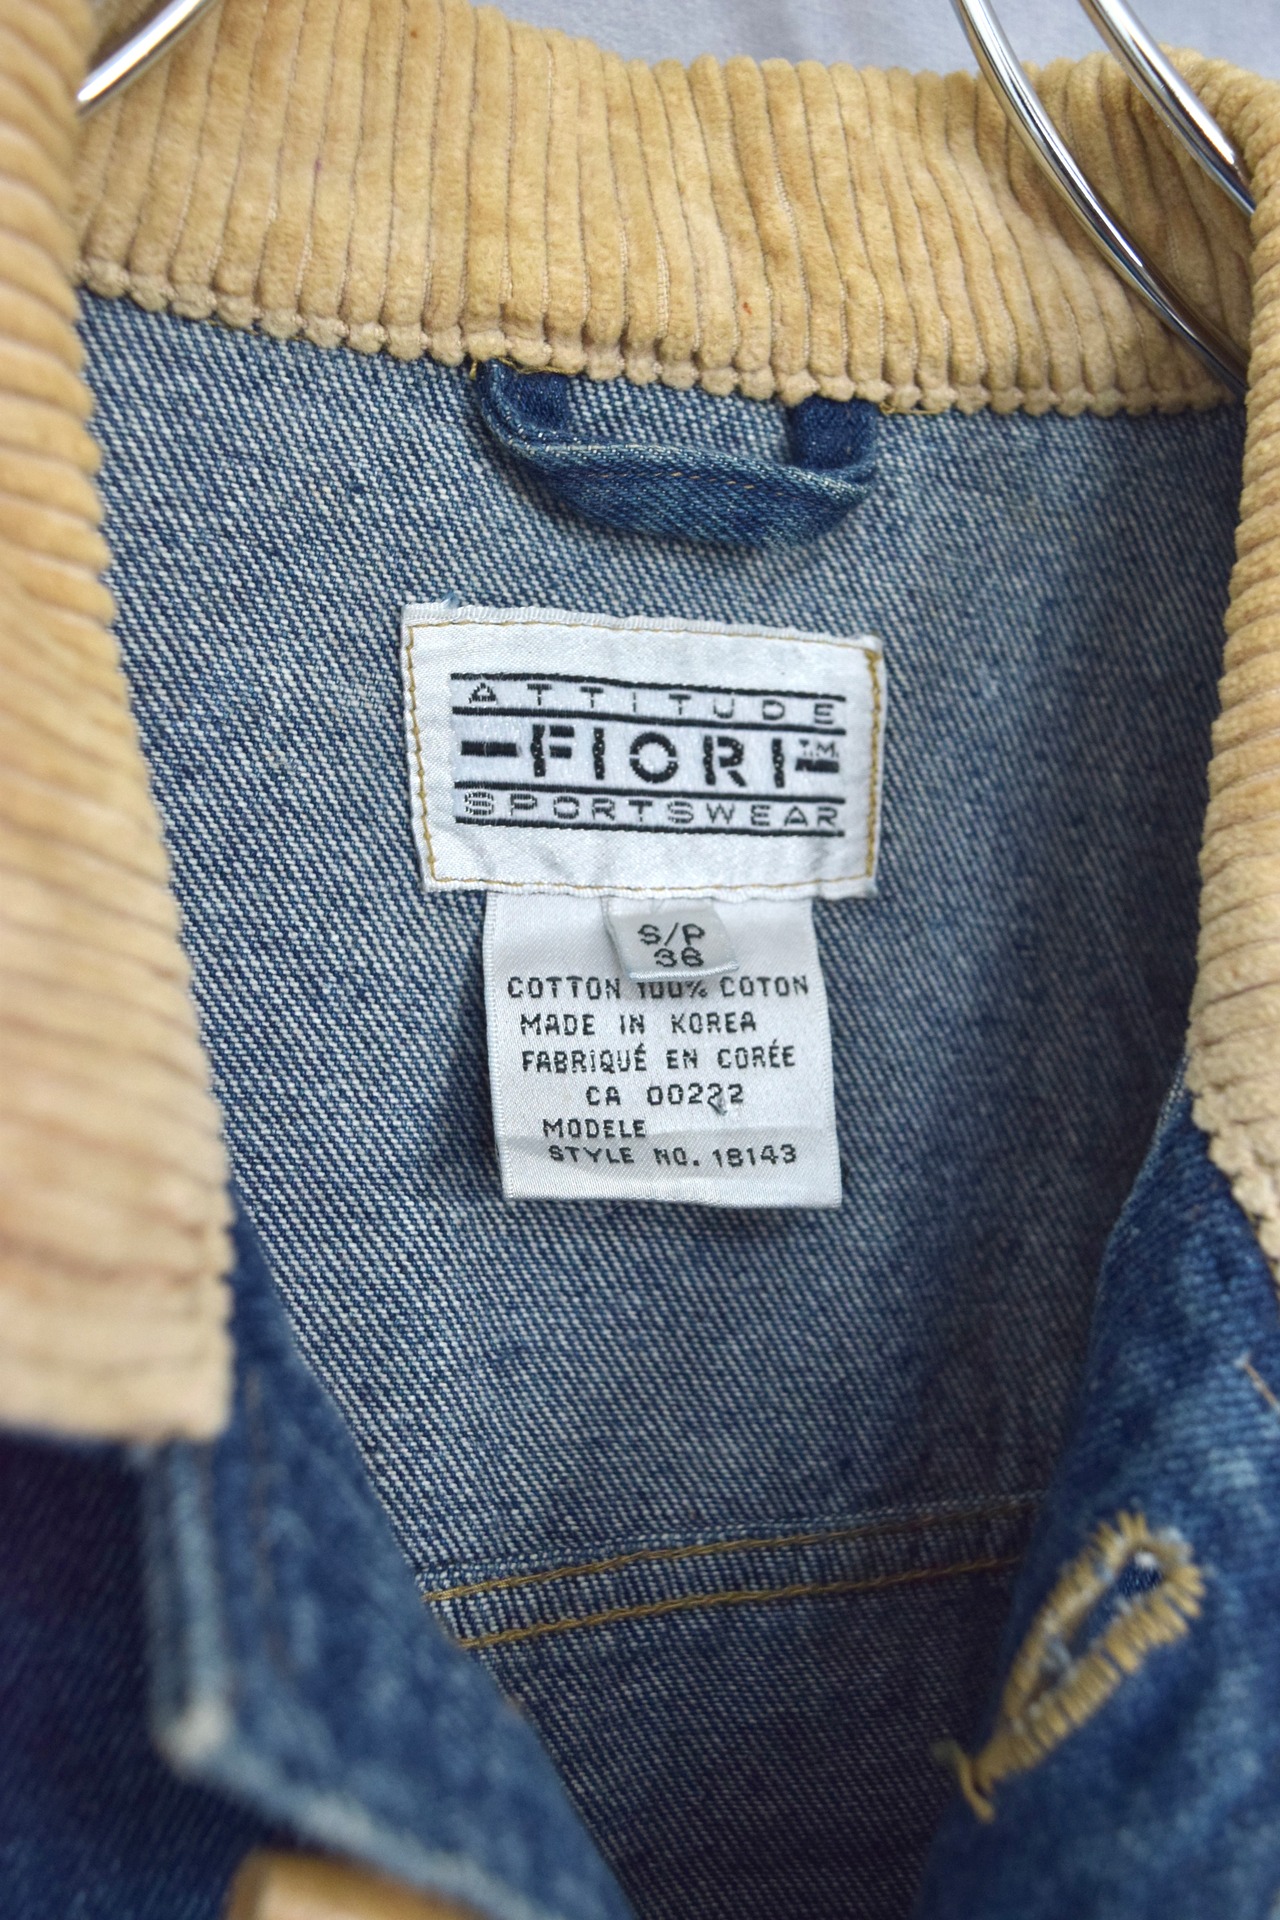 ATTITUDE
FIORI T.M.
SPORTSWEAR
S/P
36
COTTON 100% COTON
MADE IN KOREA
FABRIQUÉ EN CORÉE
CA 00222
MODELE
STYLE NO. 18143